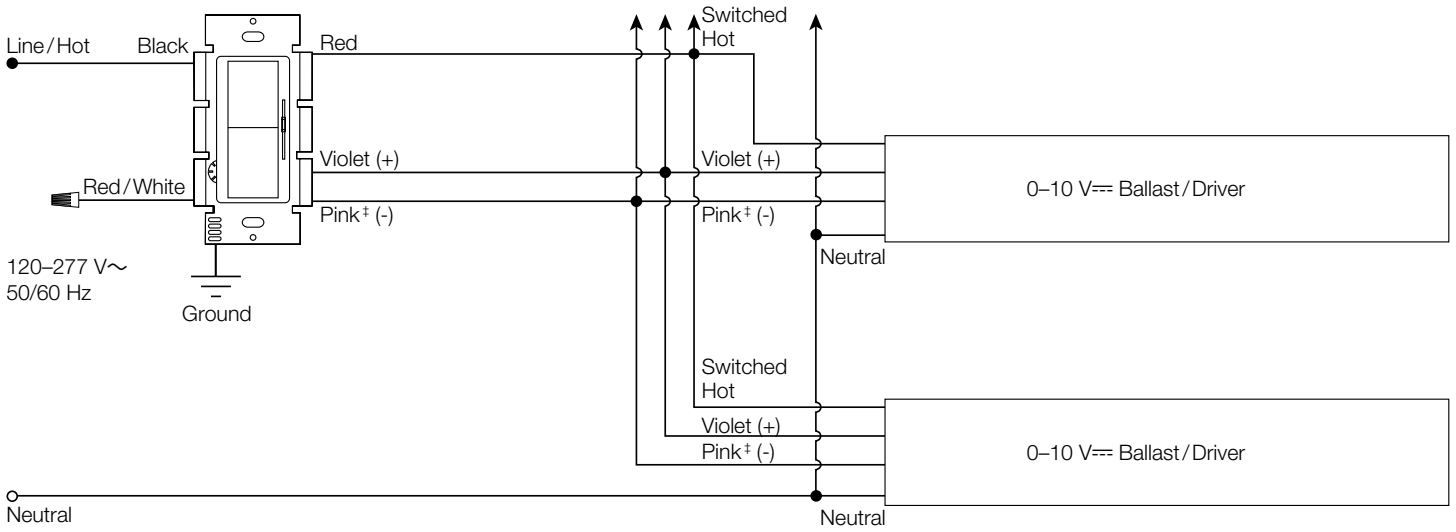 Switched
Hot
Line/Hot
Black
Red
Violet (+)
Violet (+)
Red/White
0–10 V⎓ Ballast/Driver
Pink‡ (-)
Pink‡ (-)
Neutral
120–277 V~
50/60 Hz
Ground
Switched
Hot
Violet (+)
Pink‡ (-)
0–10 V⎓ Ballast/Driver
Neutral
Neutral